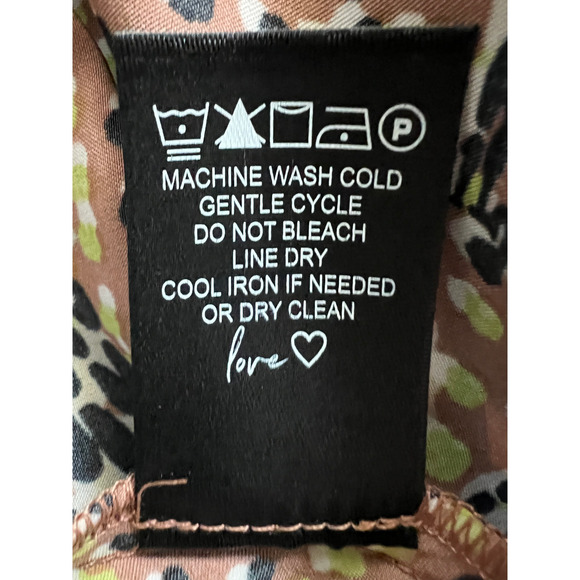 P
MACHINE WASH COLD
GENTLE CYCLE
DO NOT BLEACH
LINE DRY
COOL IRON IF NEEDED
OR DRY CLEAN
love♡